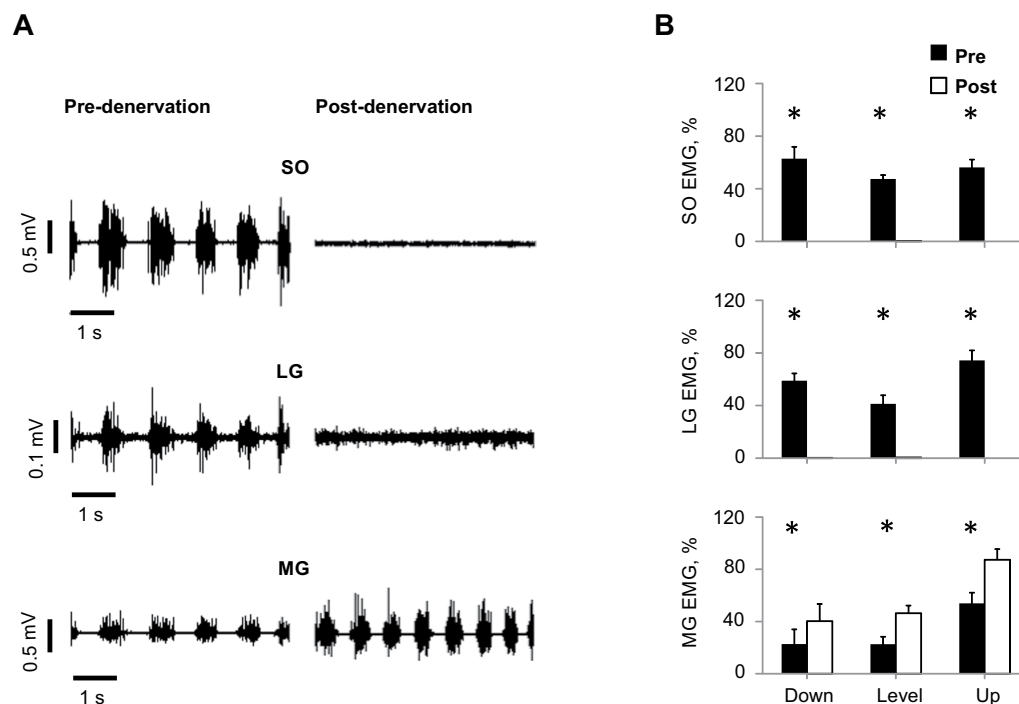 A
Pre-denervation
Post-denervation
SO
0.5 mV
1 s
LG
0.1 mV
1 s
MG
0.5 mV
1 s
B
Pre
Post
120
80
40
0
SO EMG, %
* * *
120
80
40
0
LG EMG, %
* * *
120
80
40
0
MG EMG, %
* * *
Down Level Up